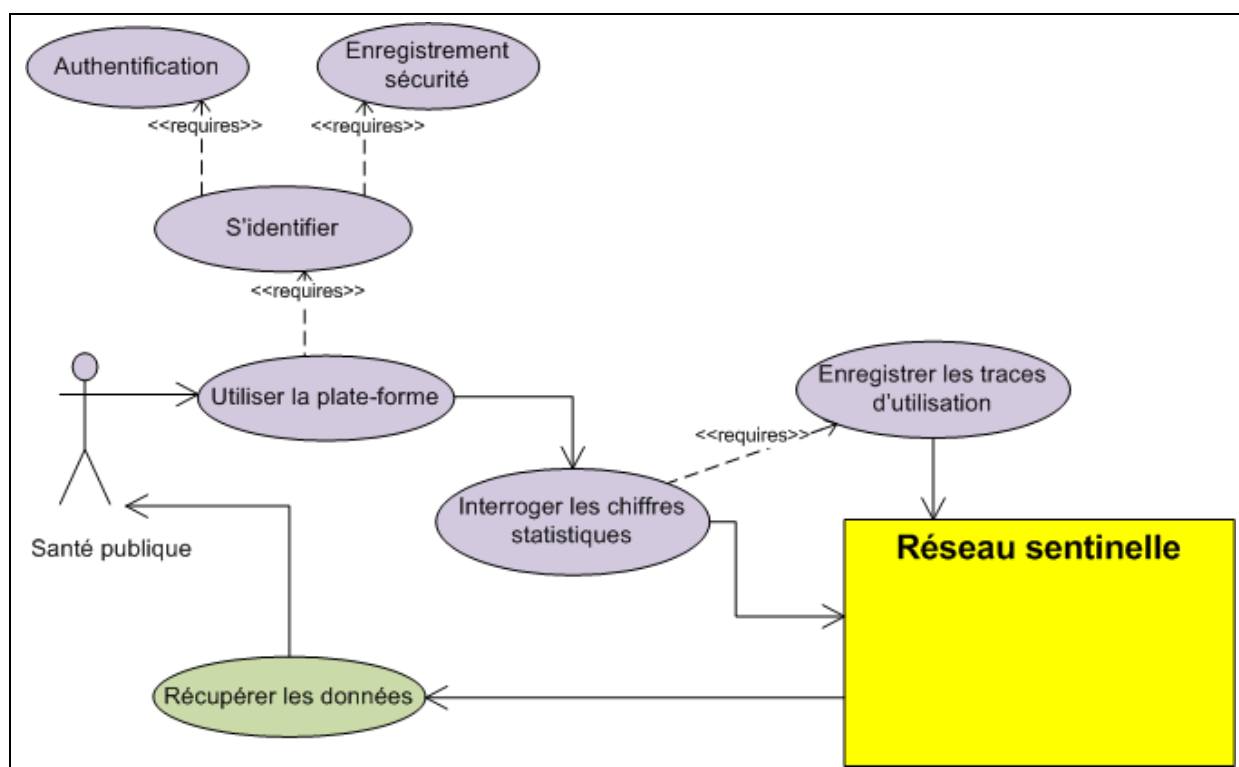 Authentification
Enregistrement
sécurité
<<requires>>
<<requires>>
S'identifier
<<requires>>
Utiliser la plate-forme
Enregistrer les traces
d'utilisation
<<requires>>
Interroger les chiffres
statistiques
Santé publique
Réseau sentinelle
Récupérer les données